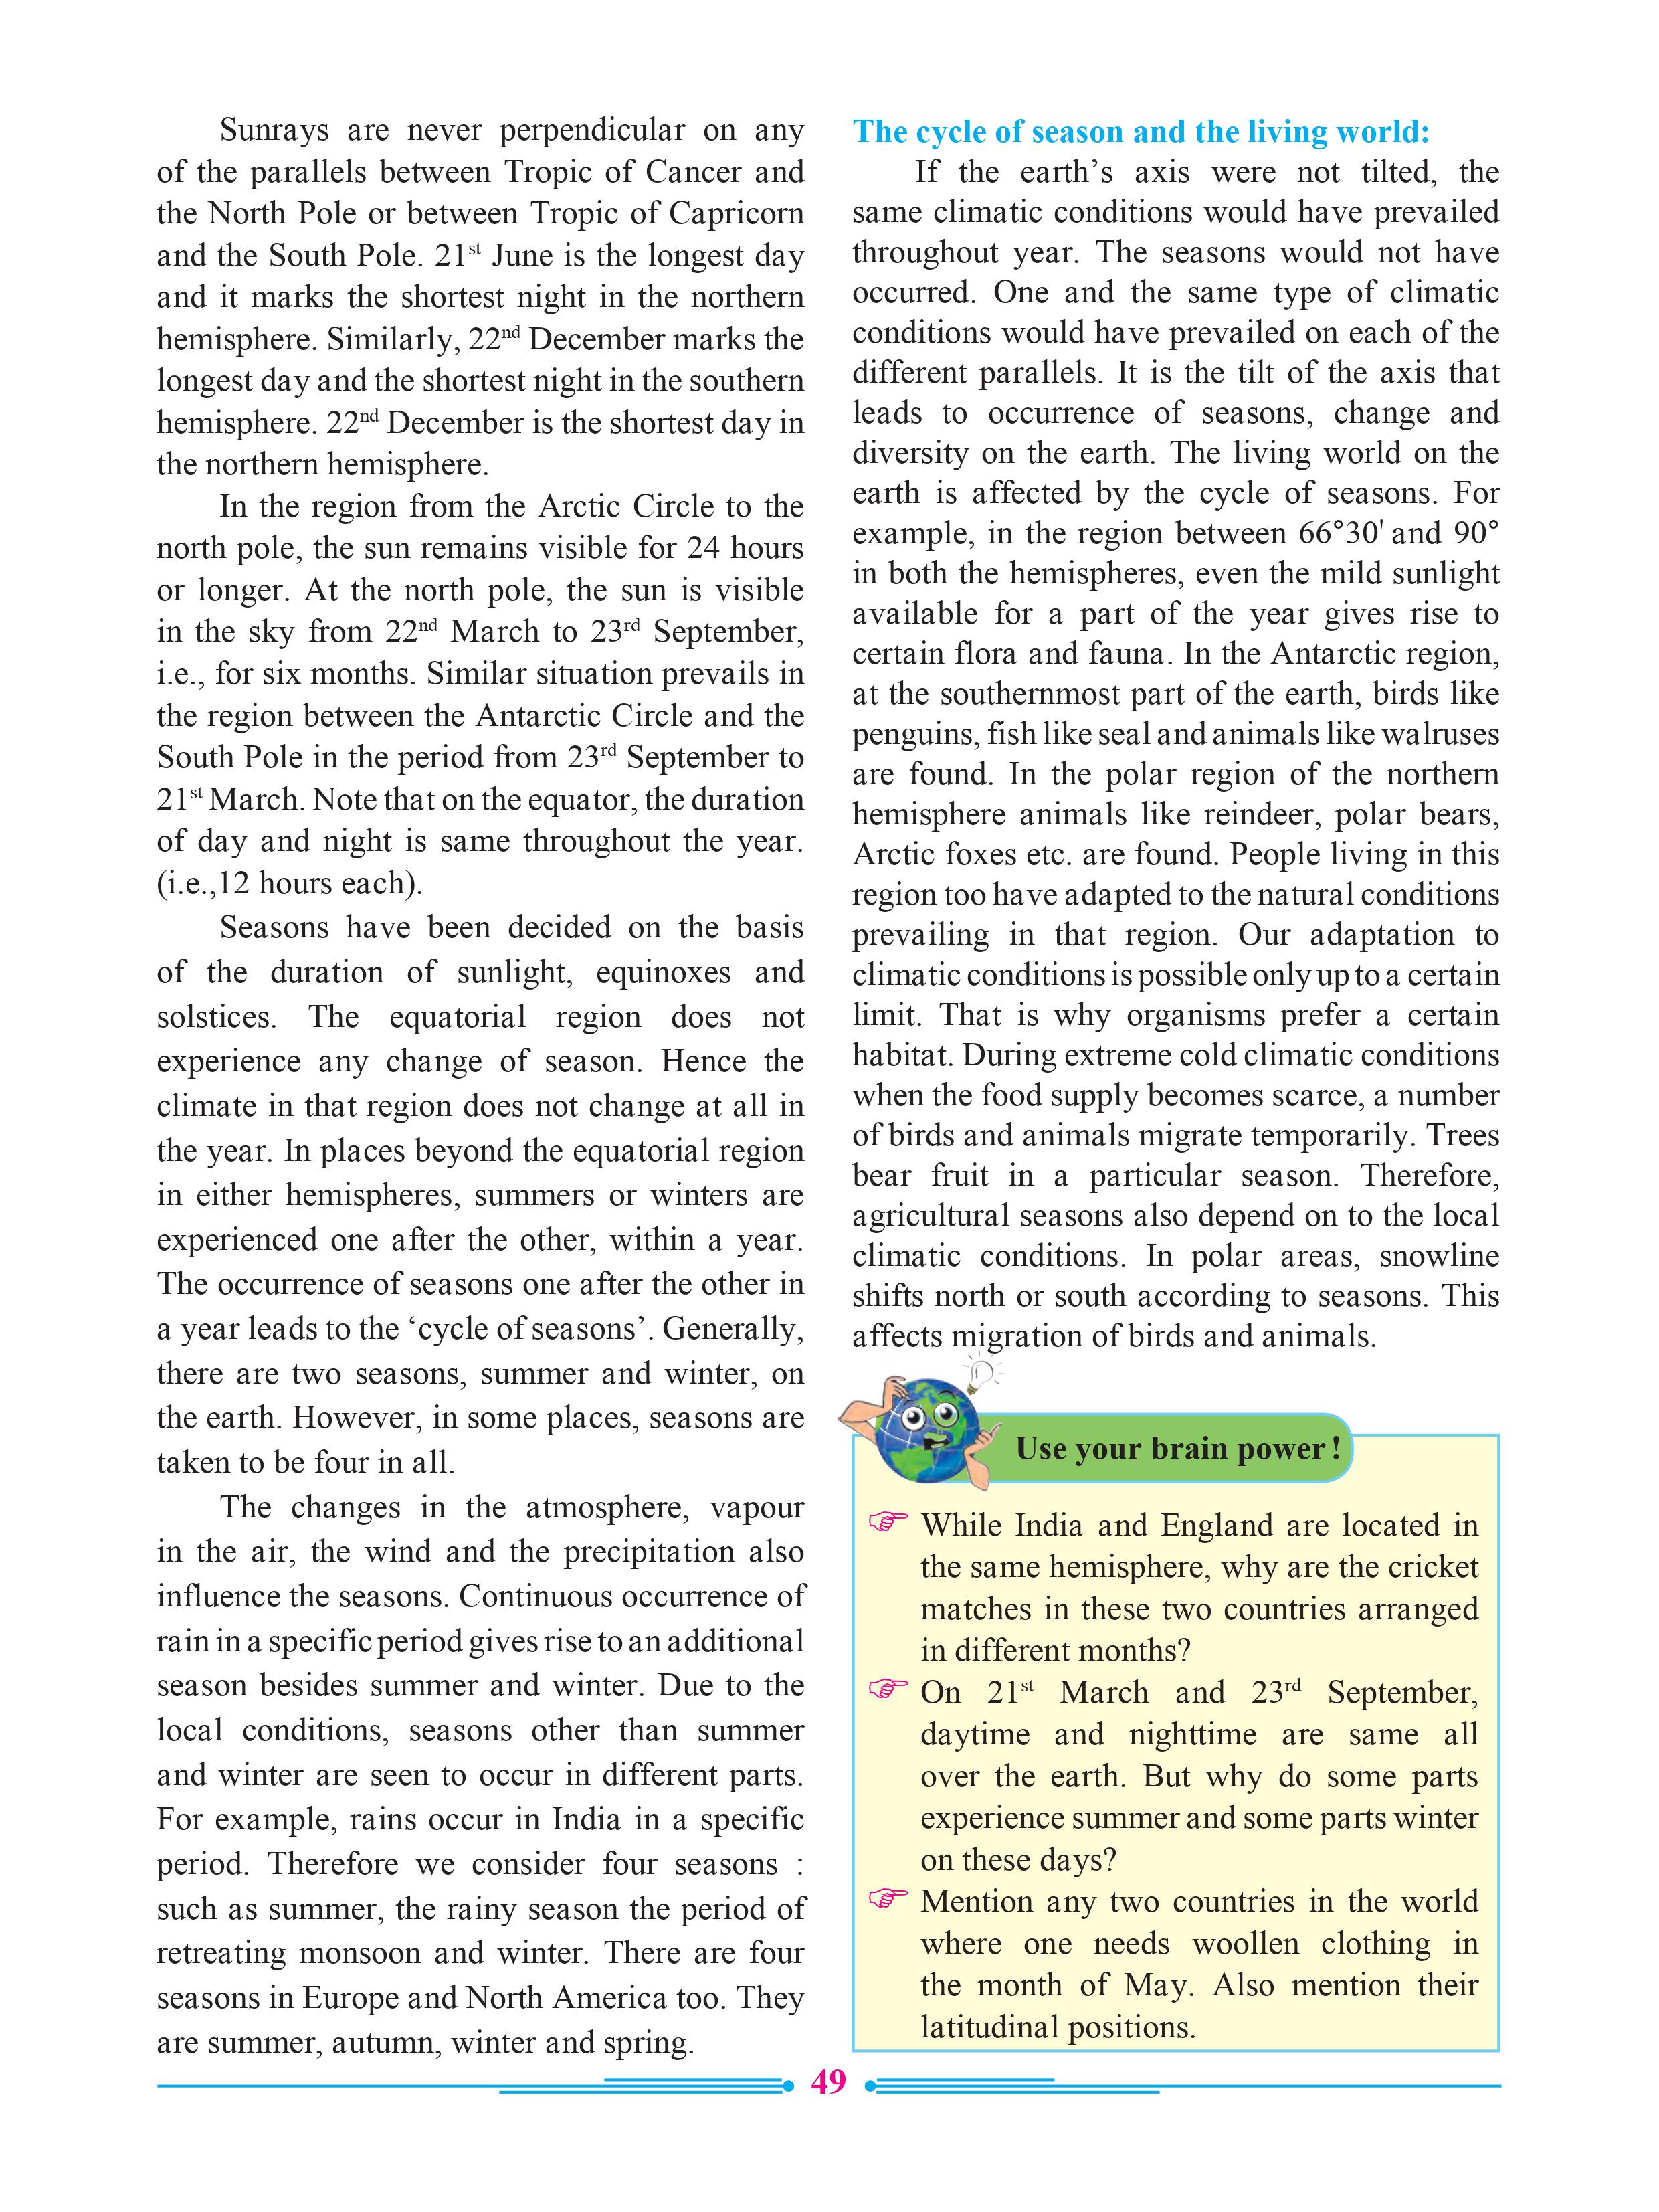 Sunrays are never perpendicular on any
of the parallels between Tropic of Cancer and
the North Pole or between Tropic of Capricorn
and the South Pole. 21st June is the longest day
and it marks the shortest night in the northern
hemisphere. Similarly, 22nd December marks the
longest day and the shortest night in the southern
hemisphere. 22nd December is the shortest day in
the northern hemisphere.
In the region from the Arctic Circle to the
north pole, the sun remains visible for 24 hours
or longer. At the north pole, the sun is visible
in the sky from 22nd March to 23rd September,
i.e., for six months. Similar situation prevails in
the region between the Antarctic Circle and the
South Pole in the period from 23rd September to
21st March. Note that on the equator, the duration
of day and night is same throughout the year.
(i.e.,12 hours each).
Seasons have been decided on the basis
of the duration of sunlight, equinoxes and
solstices. The equatorial region does not
experience any change of season. Hence the
climate in that region does not change at all in
the year. In places beyond the equatorial region
in either hemispheres, summers or winters are
experienced one after the other, within a year.
The occurrence of seasons one after the other in
a year leads to the ‘cycle of seasons’. Generally,
there are two seasons, summer and winter, on
the earth. However, in some places, seasons are
taken to be four in all.
The changes in the atmosphere, vapour
in the air, the wind and the precipitation also
influence the seasons. Continuous occurrence of
rain in a specific period gives rise to an additional
season besides summer and winter. Due to the
local conditions, seasons other than summer
and winter are seen to occur in different parts.
For example, rains occur in India in a specific
period. Therefore we consider four seasons :
such as summer, the rainy season the period of
retreating monsoon and winter. There are four
seasons in Europe and North America too. They
are summer, autumn, winter and spring.
The cycle of season and the living world:
If the earth’s axis were not tilted, the
same climatic conditions would have prevailed
throughout year. The seasons would not have
occurred. One and the same type of climatic
conditions would have prevailed on each of the
different parallels. It is the tilt of the axis that
leads to occurrence of seasons, change and
diversity on the earth. The living world on the
earth is affected by the cycle of seasons. For
example, in the region between 66°30' and 90°
in both the hemispheres, even the mild sunlight
available for a part of the year gives rise to
certain flora and fauna. In the Antarctic region,
at the southernmost part of the earth, birds like
penguins, fish like seal and animals like walruses
are found. In the polar region of the northern
hemisphere animals like reindeer, polar bears,
Arctic foxes etc. are found. People living in this
region too have adapted to the natural conditions
prevailing in that region. Our adaptation to
climatic conditions is possible only up to a certain
limit. That is why organisms prefer a certain
habitat. During extreme cold climatic conditions
when the food supply becomes scarce, a number
of birds and animals migrate temporarily. Trees
bear fruit in a particular season. Therefore,
agricultural seasons also depend on to the local
climatic conditions. In polar areas, snowline
shifts north or south according to seasons. This
affects migration of birds and animals.
Use your brain power!
While India and England are located in
the same hemisphere, why are the cricket
matches in these two countries arranged
in different months?
On 21st March and 23rd September,
daytime and nighttime are same all
over the earth. But why do some parts
experience summer and some parts winter
on these days?
Mention any two countries in the world
where one needs woollen clothing in
the month of May. Also mention their
latitudinal positions.
49